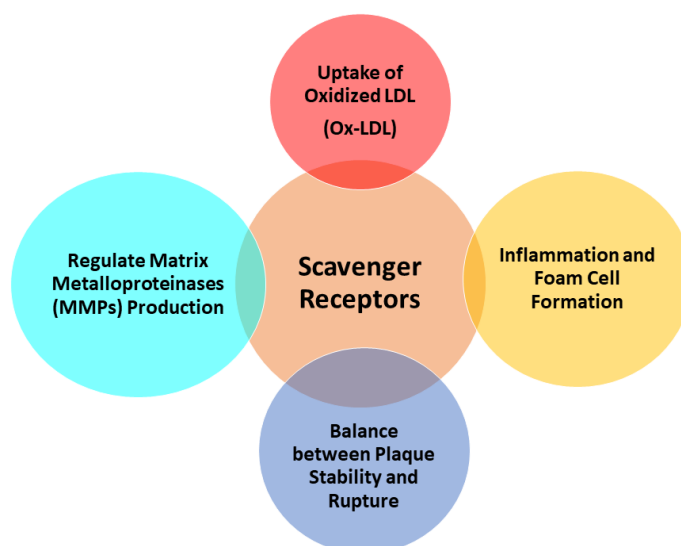 Uptake of
Oxidized LDL
(Ox-LDL)
Regulate Matrix
Metalloproteinases
(MMPs) Production
Scavenger
Receptors
Inflammation and
Foam Cell
Formation
Balance
between Plaque
Stability and
Rupture